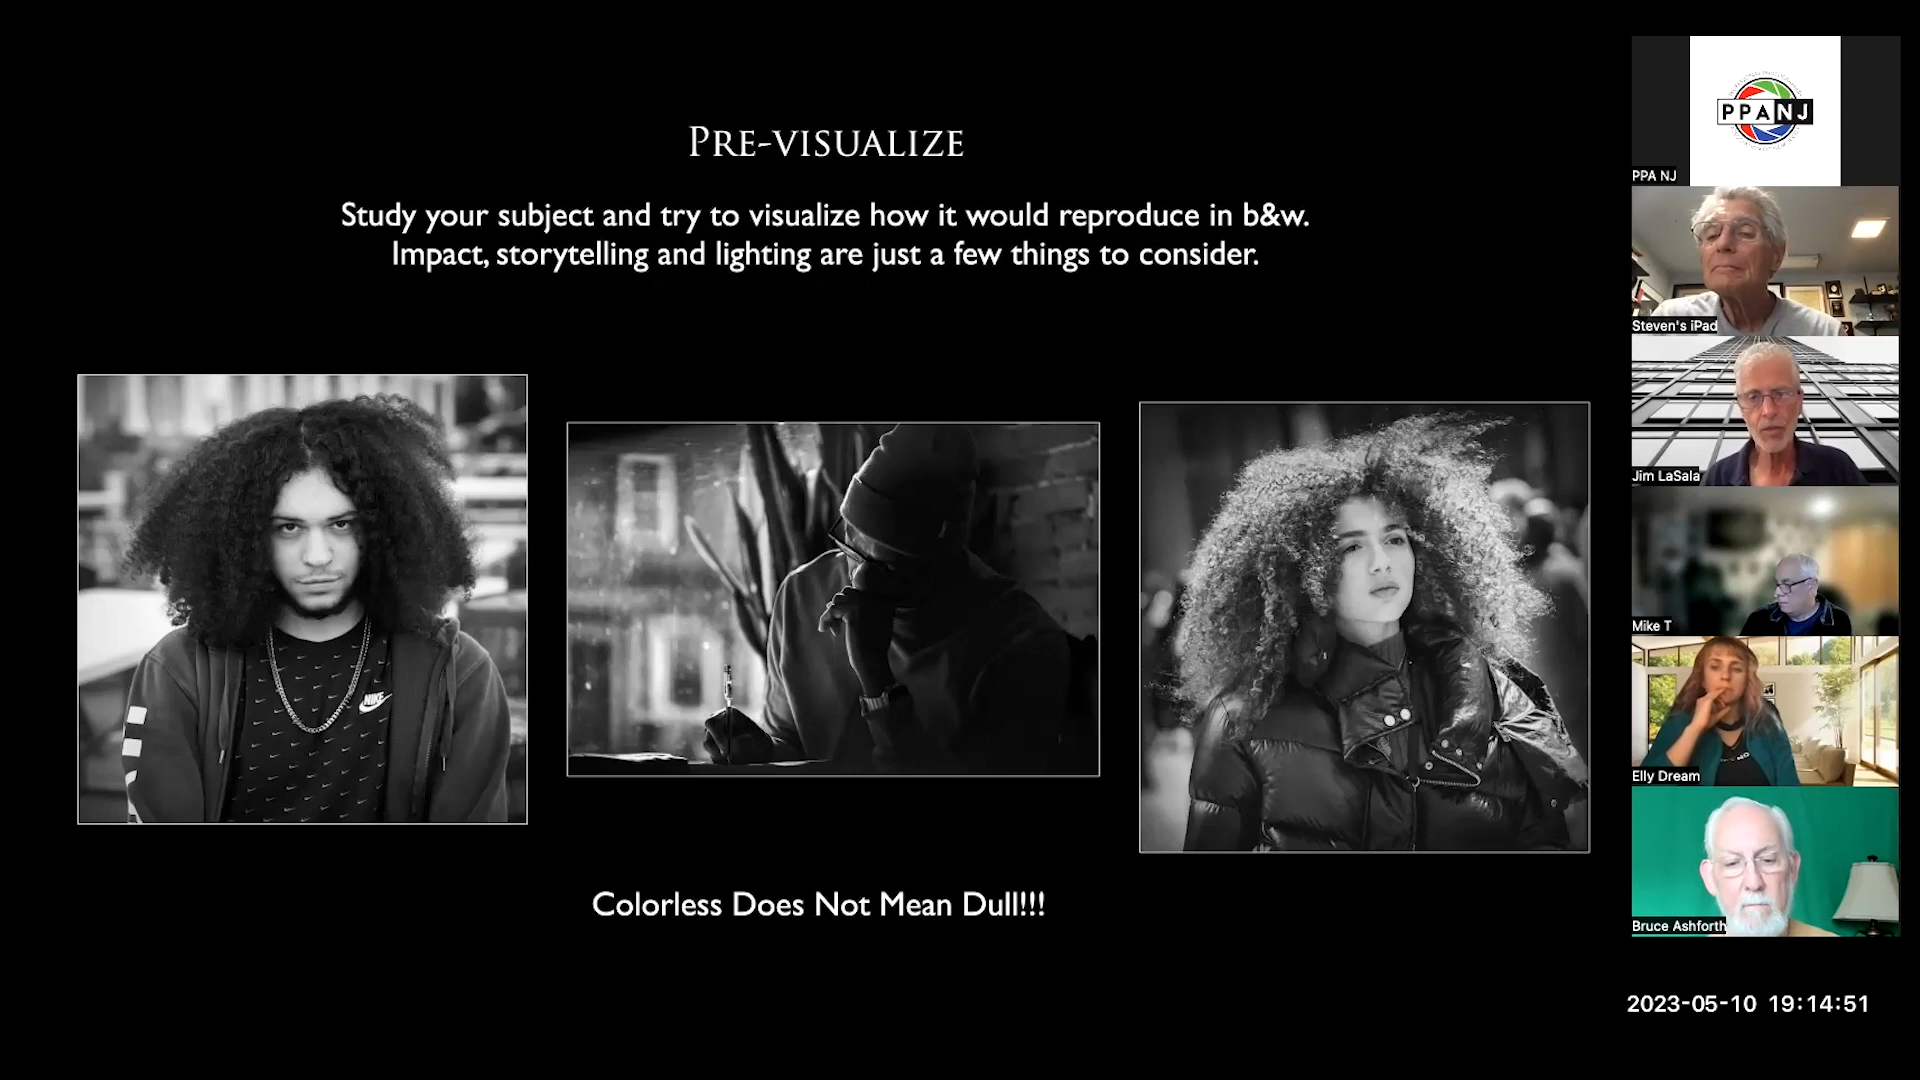 PRE-VISUALIZE
Study your subject and try to visualize how it would reproduce in b&w.
Impact, storytelling and lighting are just a few things to consider.
NIKE
Colorless Does Not Mean Dull!!!
PPANJ
PPA NJ
Steven's iPad
Jim LaSala
Mike T
Elly Dream
Bruce Ashforth
2023-05-10 19:14:51